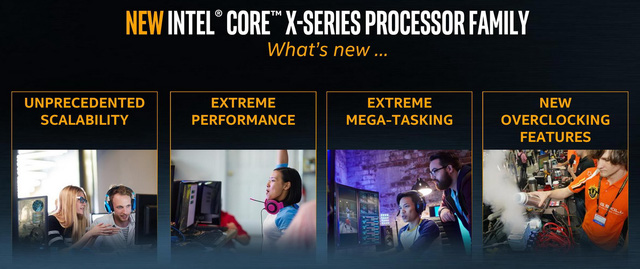 NEW INTEL® CORE™ X-SERIES PROCESSOR FAMILY
What's new ...
UNPRECEDENTED
SCALABILITY
EXTREME
PERFORMANCE
EXTREME
MEGA-TASKING
NEW
OVERCLOCKING
FEATURES